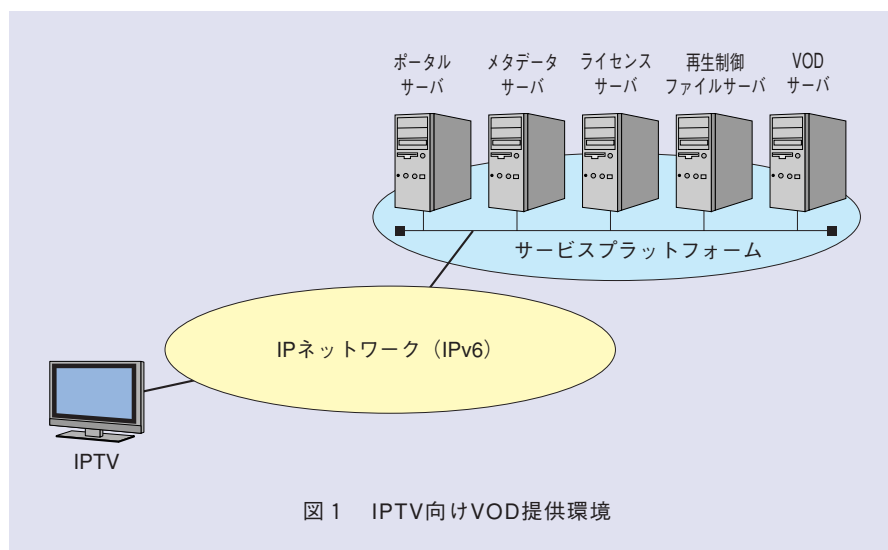 ポータル
サーバ
メタデータ
サーバ
ライセンス
サーバ
再生制御
ファイルサーバ
VOD
サーバ
サービスプラットフォーム
IPネットワーク（IPv6）
IPTV
図1　IPTV向けVOD提供環境